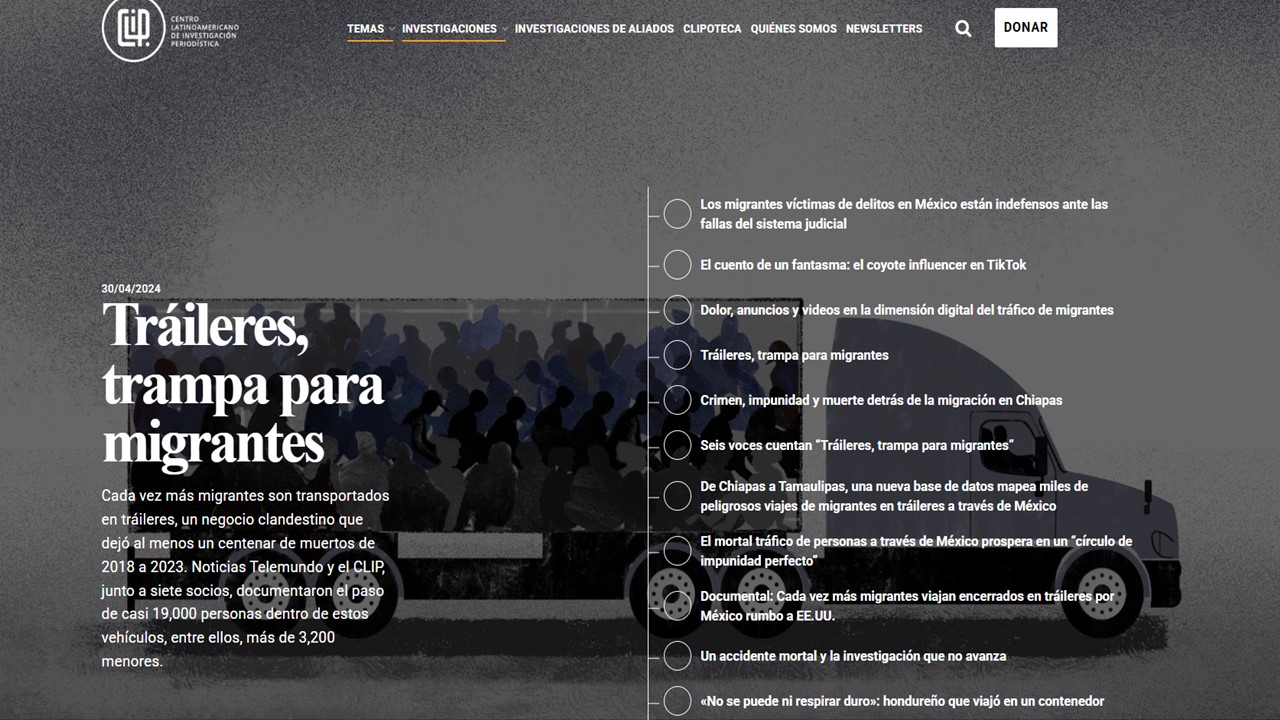 CENTRO
LATINOAMERICANO
DE INVESTIGACIÓN
PERIODÍSTICA
CLIP.
TEMAS INVESTIGACIONES INVESTIGACIONES DE ALIADOS CLIPOTECA QUIÉNES SOMOS NEWSLETTERS
DONAR
30/04/2024
Tráileres,
trampa para
migrantes
Cada vez más migrantes son transportados
en tráileres, un negocio clandestino que
dejó al menos un centenar de muertos de
2018 a 2023. Noticias Telemundo y el CLIP,
junto a siete socios, documentaron el paso
de casi 19,000 personas dentro de estos
vehículos, entre ellos, más de 3,200
menores.
Los migrantes víctimas de delitos en México están indefensos ante las
fallas del sistema judicial
El cuento de un fantasma: el coyote influencer en TikTok
Dolor, anuncios y videos en la dimensión digital del tráfico de migrantes
Tráileres, trampa para migrantes
Crimen, impunidad y muerte detrás de la migración en Chiapas
Seis voces cuentan “Tráileres, trampa para migrantes”
De Chiapas a Tamaulipas, una nueva base de datos mapea miles de
peligrosos viajes de migrantes en tráileres a través de México
El mortal tráfico de personas a través de México prospera en un “círculo de
impunidad perfecto”
Documental: Cada vez más migrantes viajan encerrados en tráileres por
México rumbo a EE.UU.
Un accidente mortal y la investigación que no avanza
«No se puede ni respirar duro»: hondureño que viajó en un contenedor